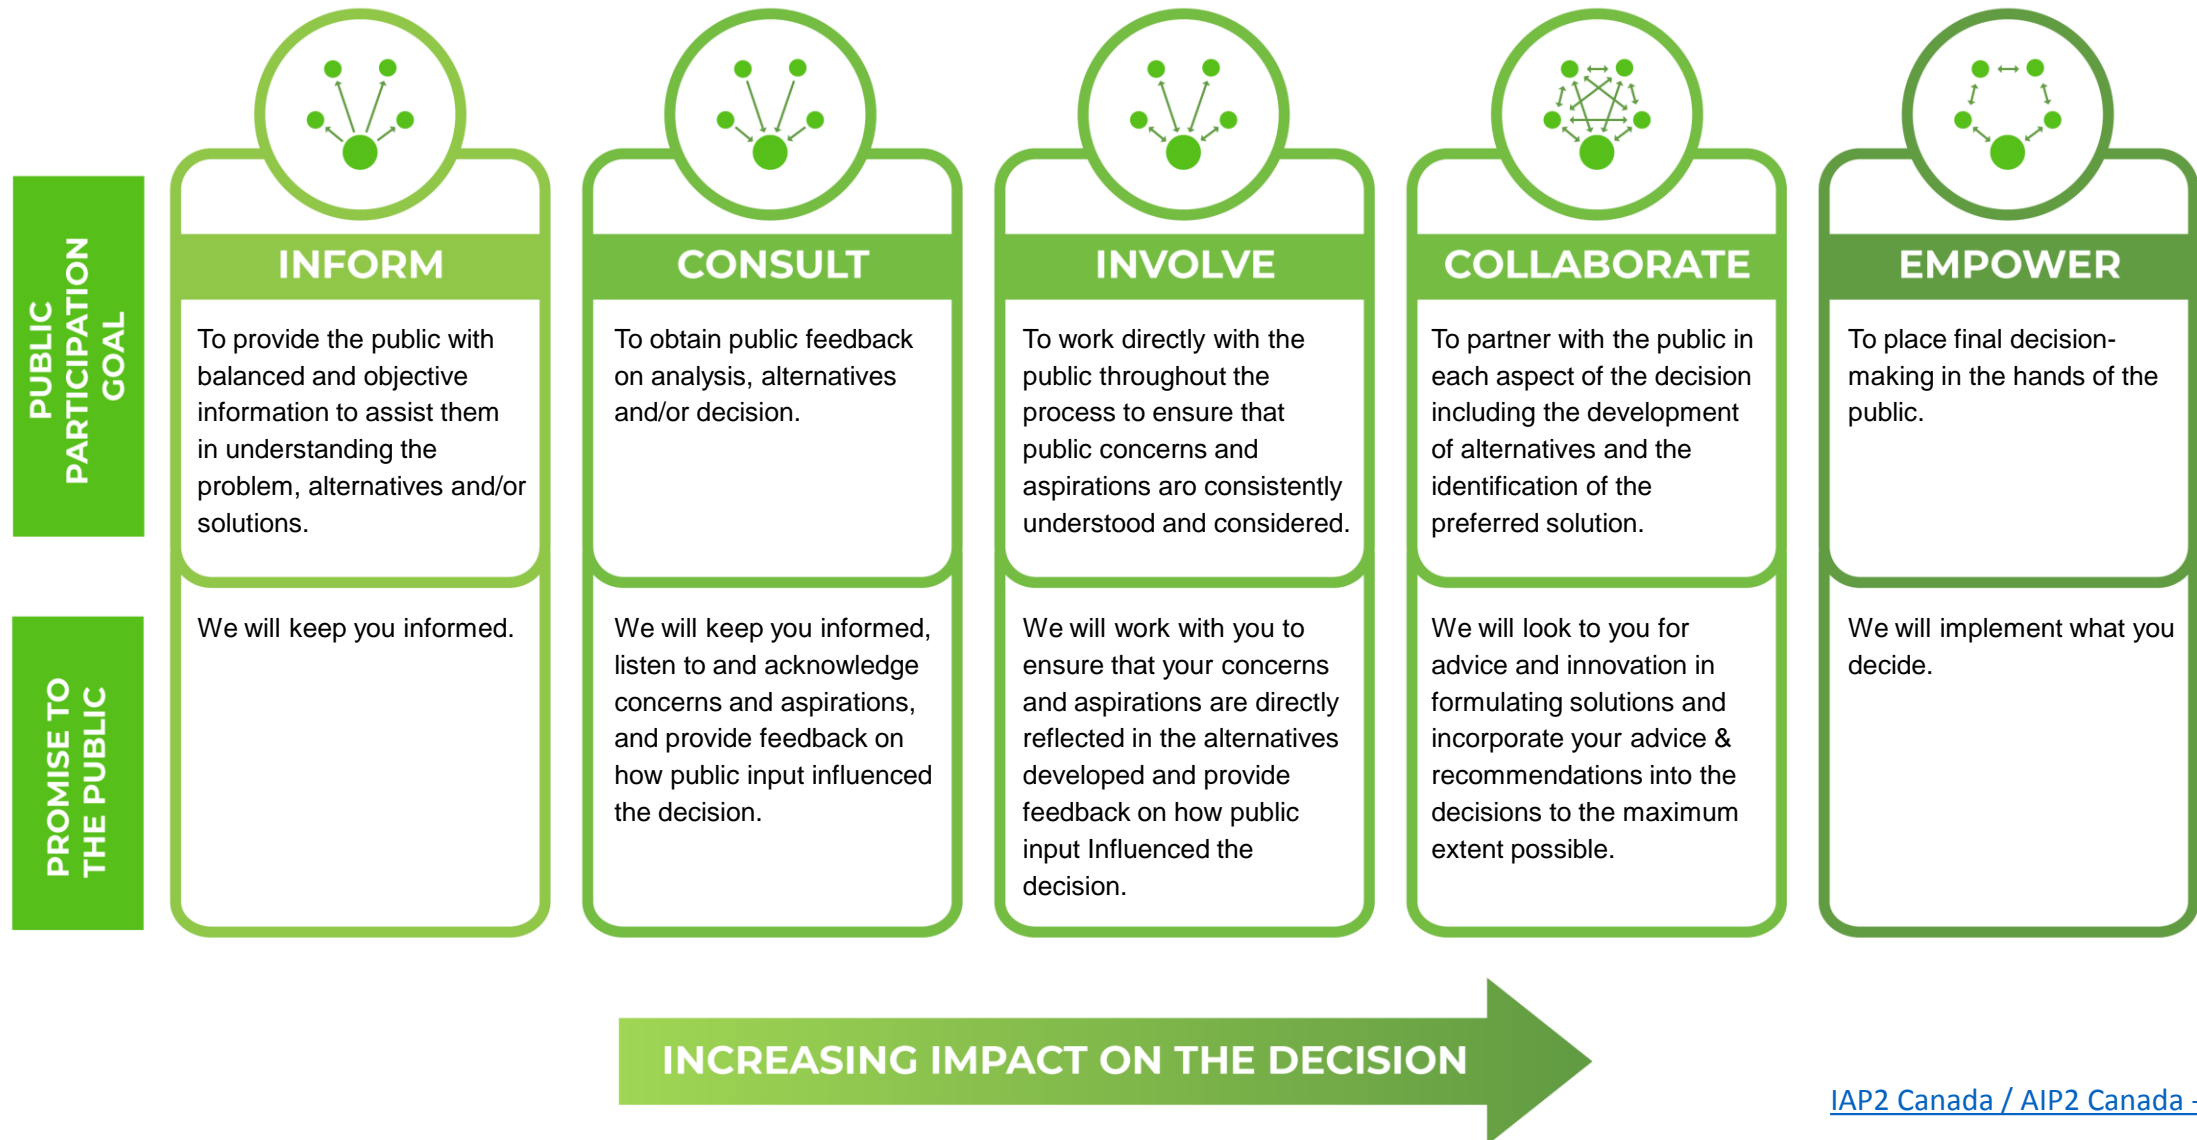 PUBLIC
PARTICIPATION
GOAL
INFORM
To provide the public with
balanced and objective
information to assist them
in understanding the
problem, alternatives and/or
solutions.
CONSULT
To obtain public feedback
on analysis, alternatives
and/or decision.
INVOLVE
To work directly with the
public throughout the
process to ensure that
public concerns and
aspirations aro consistently
understood and considered.
COLLABORATE
To partner with the public in
each aspect of the decision
including the development
of alternatives and the
identification of the
preferred solution.
EMPOWER
To place final decision-
making in the hands of the
public.
PROMISE TO
THE PUBLIC
We will keep you informed.
We will keep you informed,
listen to and acknowledge
concerns and aspirations,
and provide feedback on
how public input influenced
the decision.
We will work with you to
ensure that your concerns
and aspirations are directly
reflected in the alternatives
developed and provide
feedback on how public
input Influenced the
decision.
We will look to you for
advice and innovation in
formulating solutions and
incorporate your advice &
recommendations into the
decisions to the maximum
extent possible.
We will implement what you
decide.
INCREASING IMPACT ON THE DECISION
IAP2 Canada / AIP2 Canada -